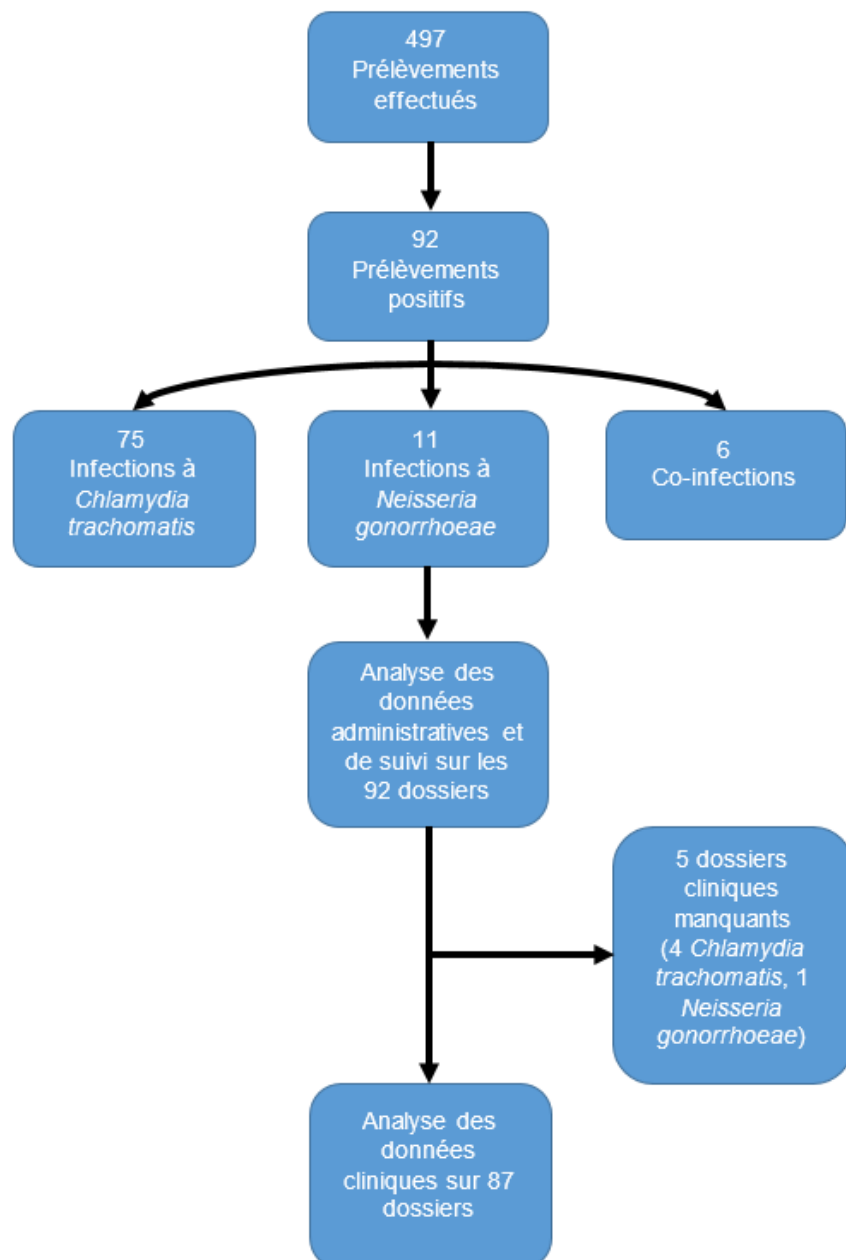 497
Prélèvements
effectués
92
Prélèvements
positifs
75
Infections à
Chlamydia
trachomatis
11
Infections à
Neisseria
gonorrhoeae
6
Co-infections
Analyse des
données
administratives et
de suivi sur les
92 dossiers
5 dossiers
cliniques
manquants
(4 Chlamydia
trachomatis, 1
Neisseria
gonorrhoeae)
Analyse des
données
cliniques sur 87
dossiers